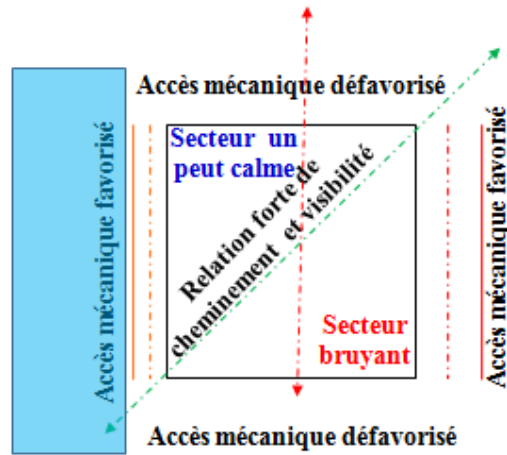 Accès mécanique défavorisé
Accès mécanique favorisé
Secteur un
peut calme
Relation forte de
cheminement et visibilité
Accès mécanique favorisé
Secteur
bruyant
Accès mécanique défavorisé